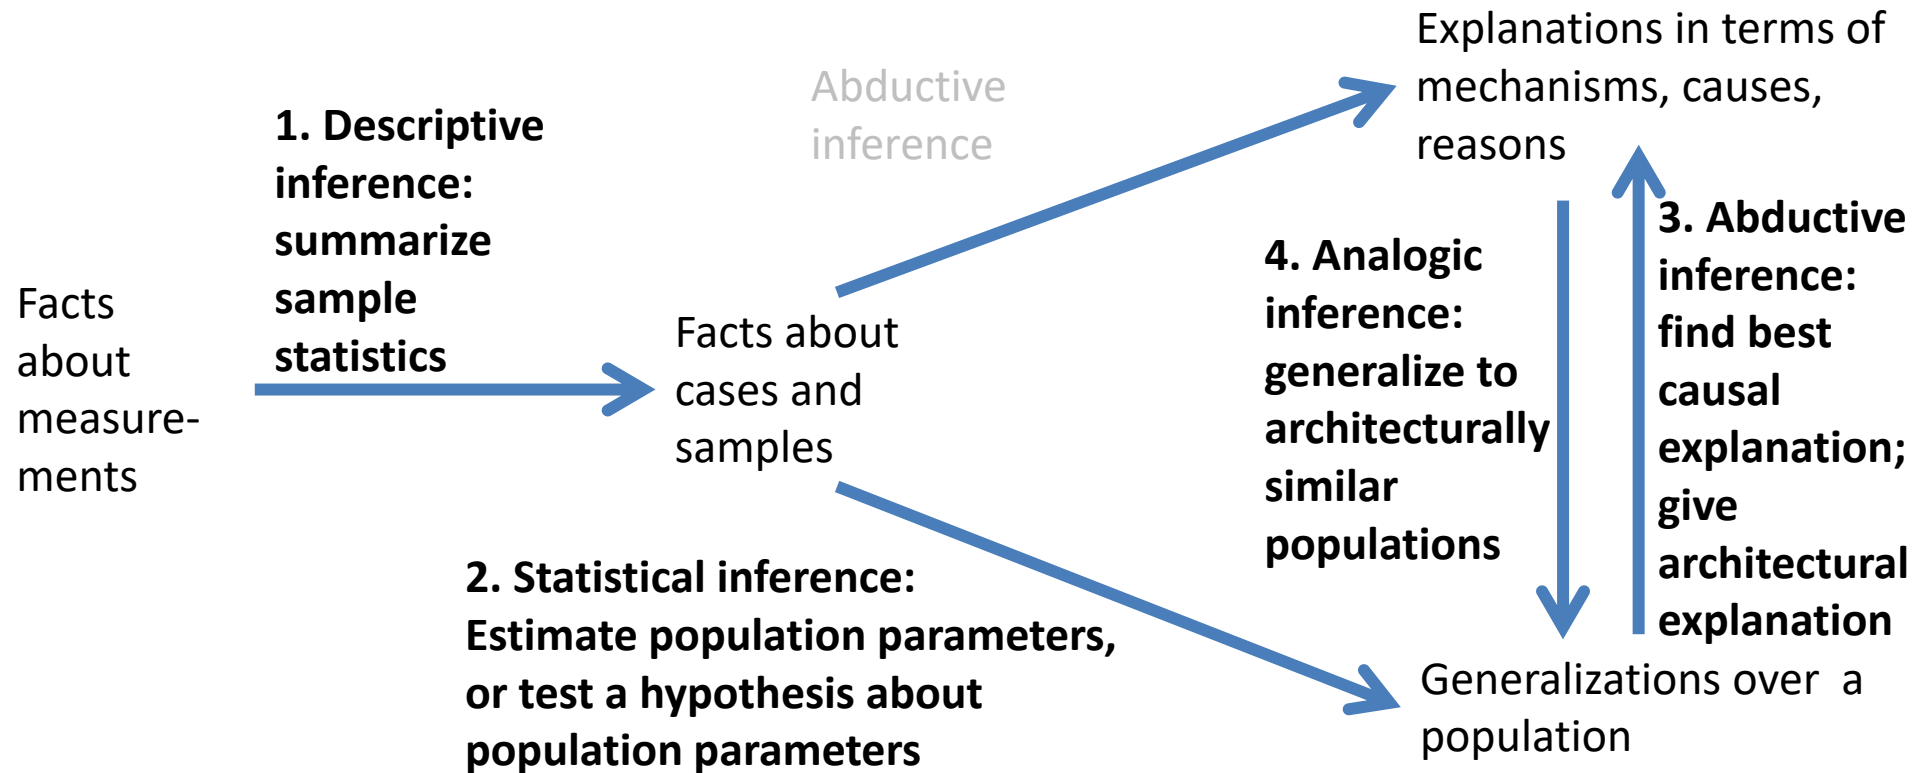 Facts
about
measure-
ments
1. Descriptive
inference:
summarize
sample
statistics
Abductive
inference
Facts about
cases and
samples
2. Statistical inference:
Estimate population parameters,
or test a hypothesis about
population parameters
Explanations in terms of
mechanisms, causes,
reasons
4. Analogic
inference:
generalize to
architecturally
similar
populations
3. Abductive
inference:
find best
causal
explanation;
give
architectural
explanation
Generalizations over  a
population